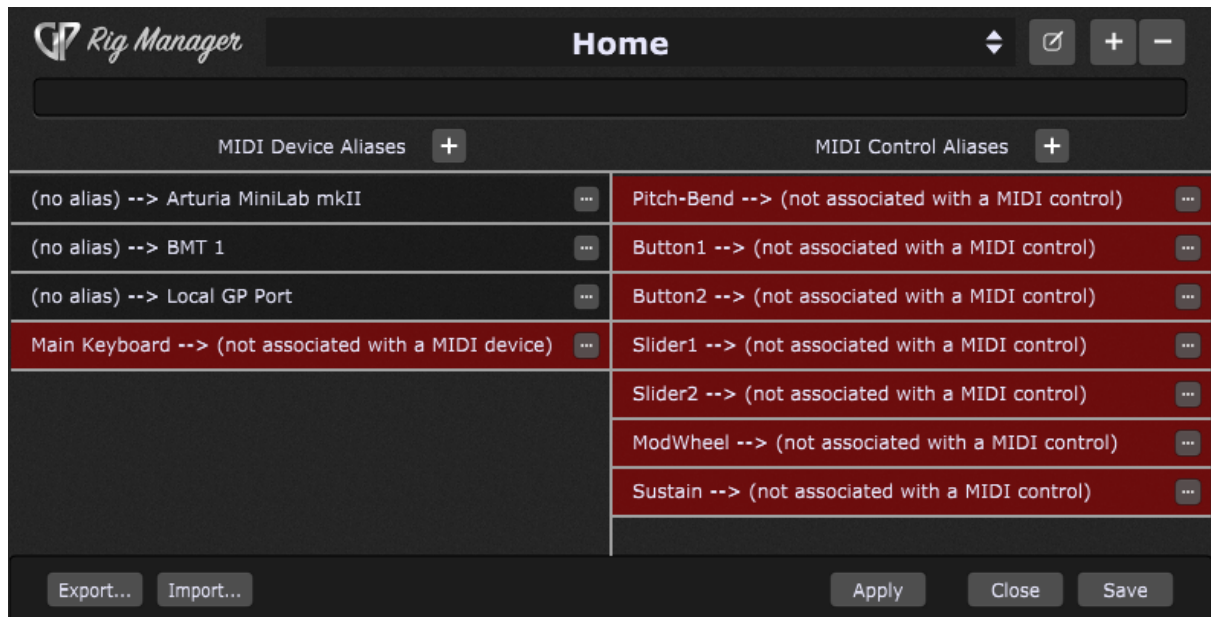 GP Rig Manager
Home
MIDI Device Aliases +
MIDI Control Aliases +
(no alias) --> Arturia MiniLab mkII ...
(no alias) --> BMT 1 ...
(no alias) --> Local GP Port ...
Main Keyboard --> (not associated with a MIDI device) ...
Pitch-Bend --> (not associated with a MIDI control) ...
Button1 --> (not associated with a MIDI control) ...
Button2 --> (not associated with a MIDI control) ...
Slider1 --> (not associated with a MIDI control) ...
Slider2 --> (not associated with a MIDI control) ...
ModWheel --> (not associated with a MIDI control) ...
Sustain --> (not associated with a MIDI control) ...
Export... Import... Apply Close Save